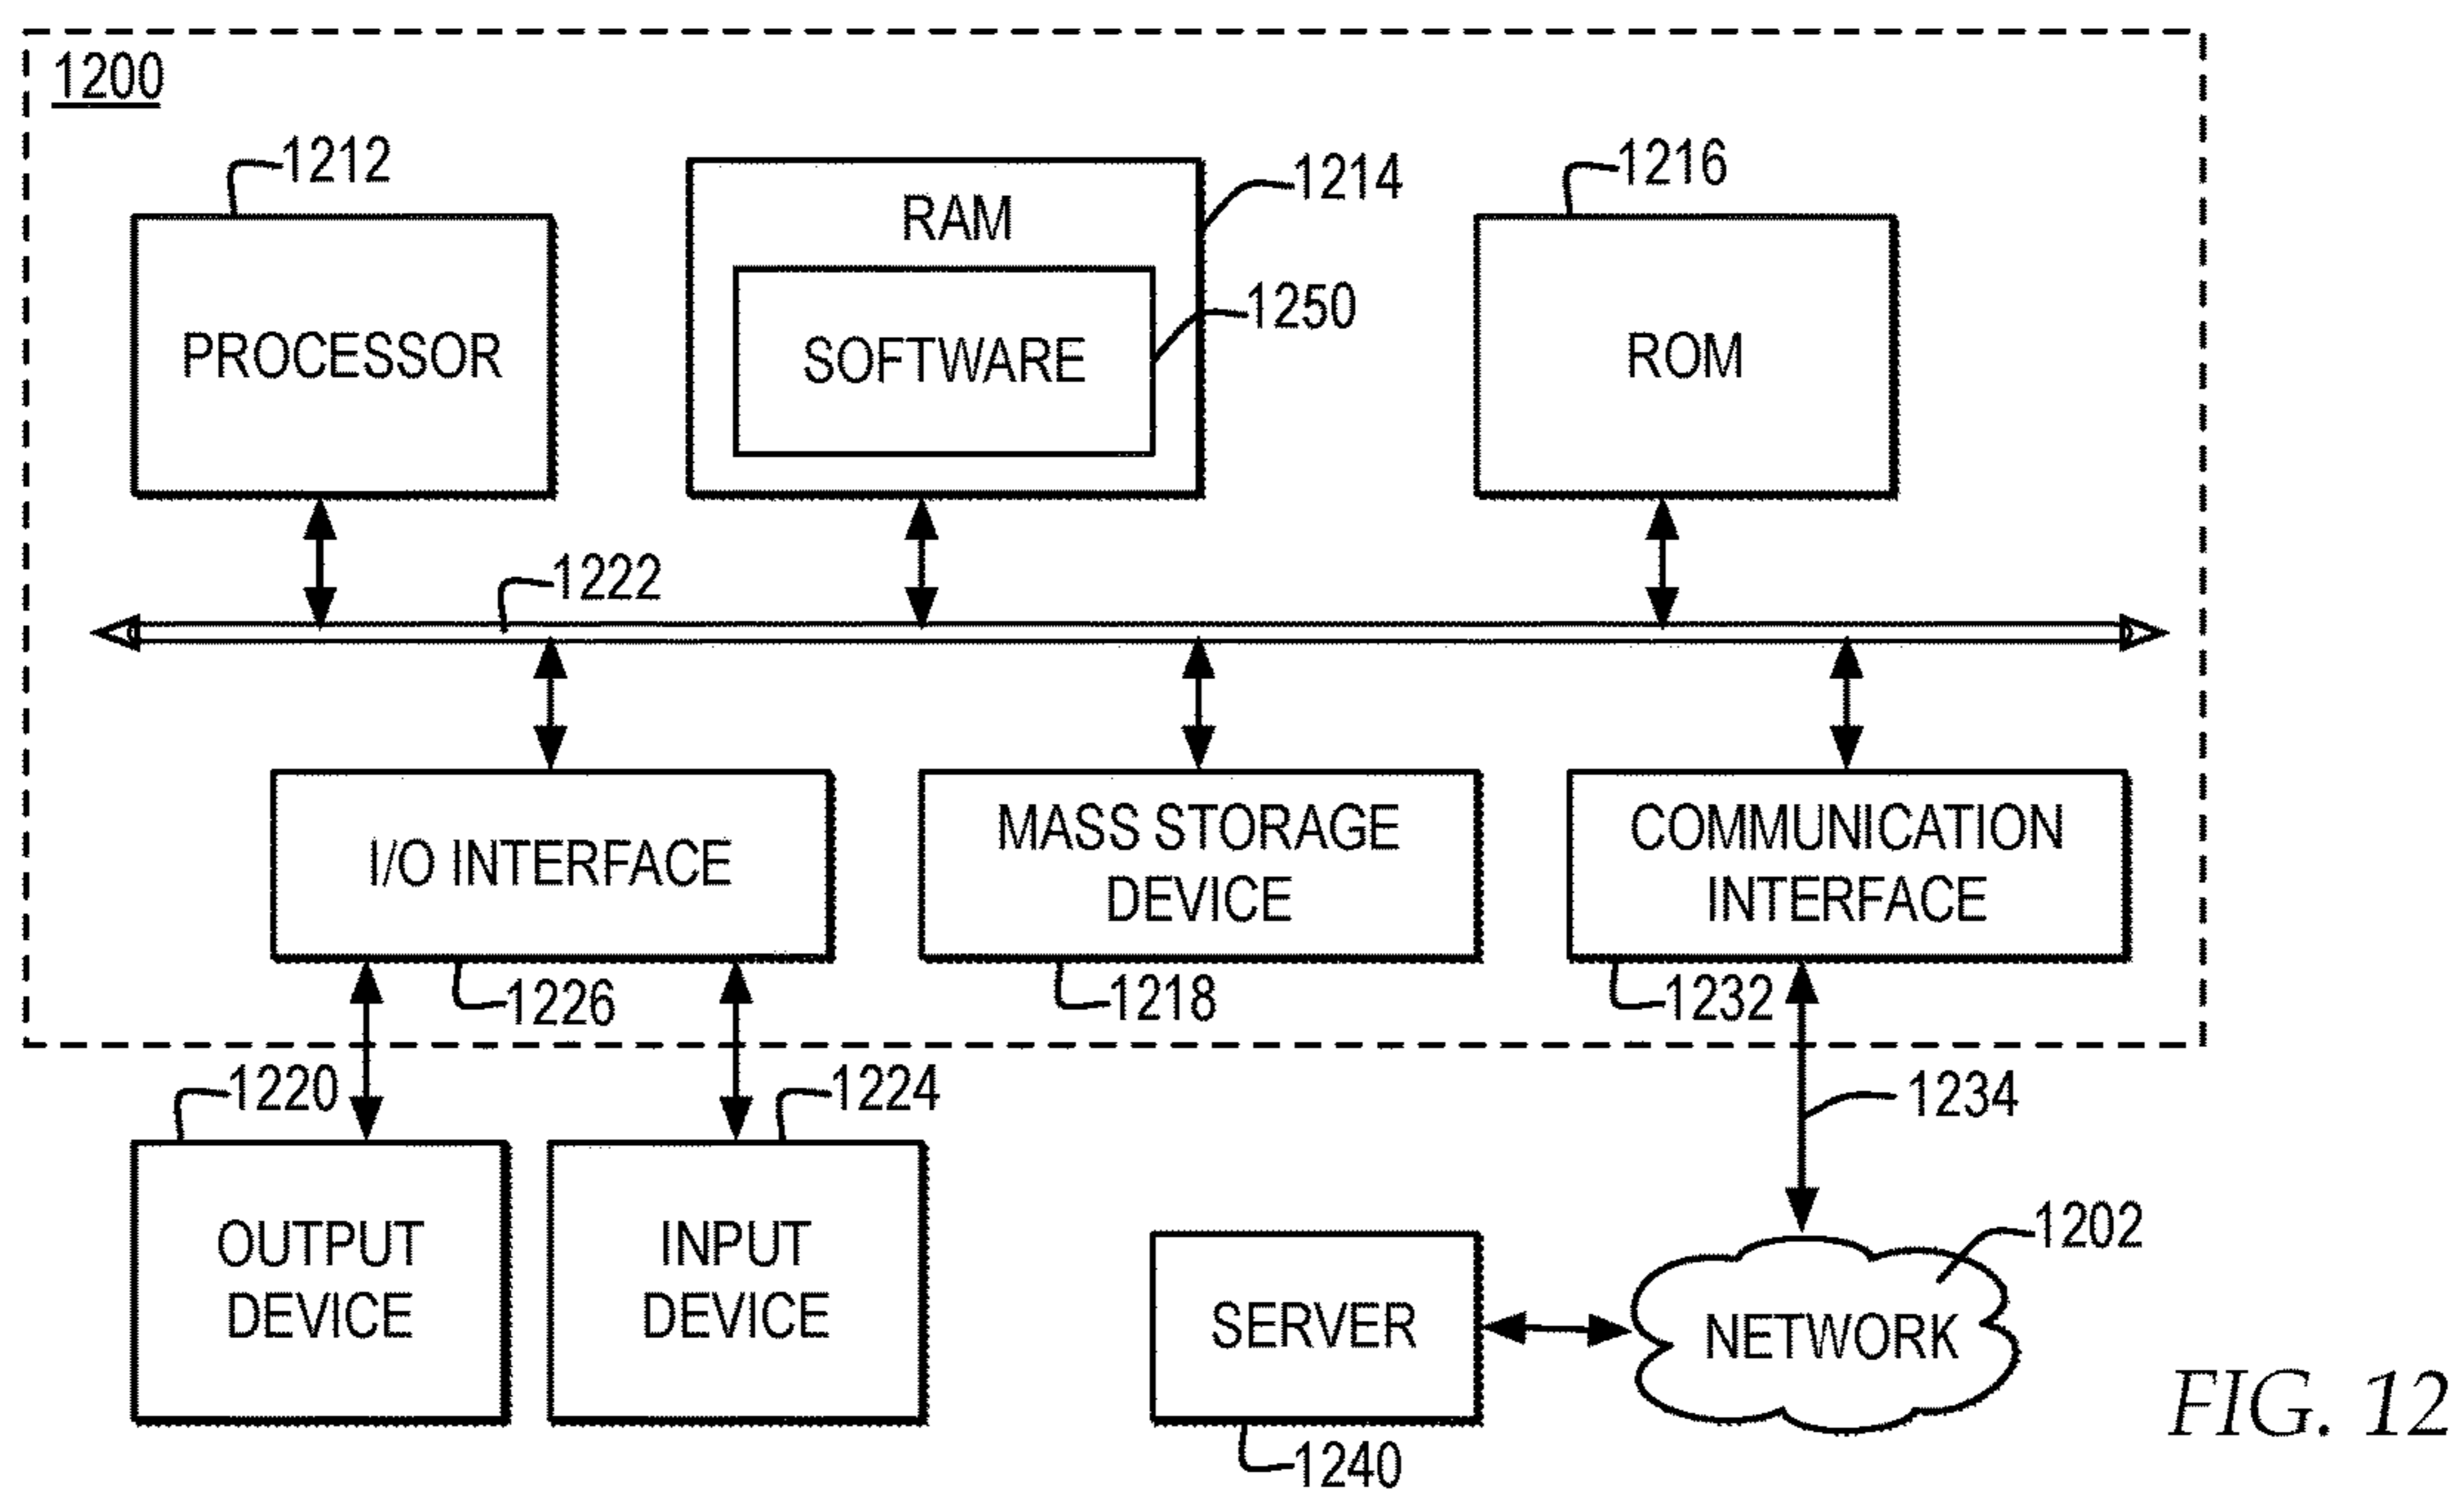 1200
1212
1214
1216
RAM
1250
PROCESSOR
SOFTWARE
ROM
1222
I/O INTERFACE
MASS STORAGE
DEVICE
COMMUNICATION
INTERFACE
1226
1218
1232
1220
1224
1234
OUTPUT
DEVICE
INPUT
DEVICE
1202
SERVER
NETWORK
1240
FIG. 12